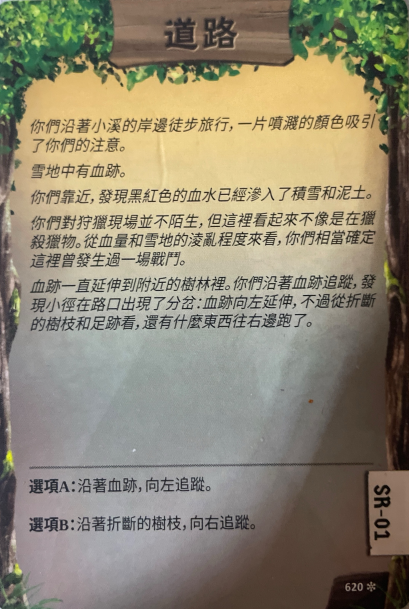 道路
你們沿著小溪的岸邊徒步旅行，一片噴濺的顏色吸引
了你們的注意。
雪地中有血跡。
你們靠近，發現黑紅色的血水已經滲入了積雪和泥土。
你們對狩獵現場並不陌生，但這裡看起來不像是在獵
殺獵物。從血量和雪地的淩亂程度來看，你們相當確定
這裡曾發生過一場戰鬥。
血跡一直延伸到附近的樹林裡。你們沿著血跡追蹤，發
現小徑在路口出現了分岔：血跡向左延伸，不過從折斷
的樹枝和足跡看，還有什麼東西往右邊跑了。
選項A：沿著血跡，向左追蹤。
選項B：沿著折斷的樹枝，向右追蹤。
SR-01
620 ✻